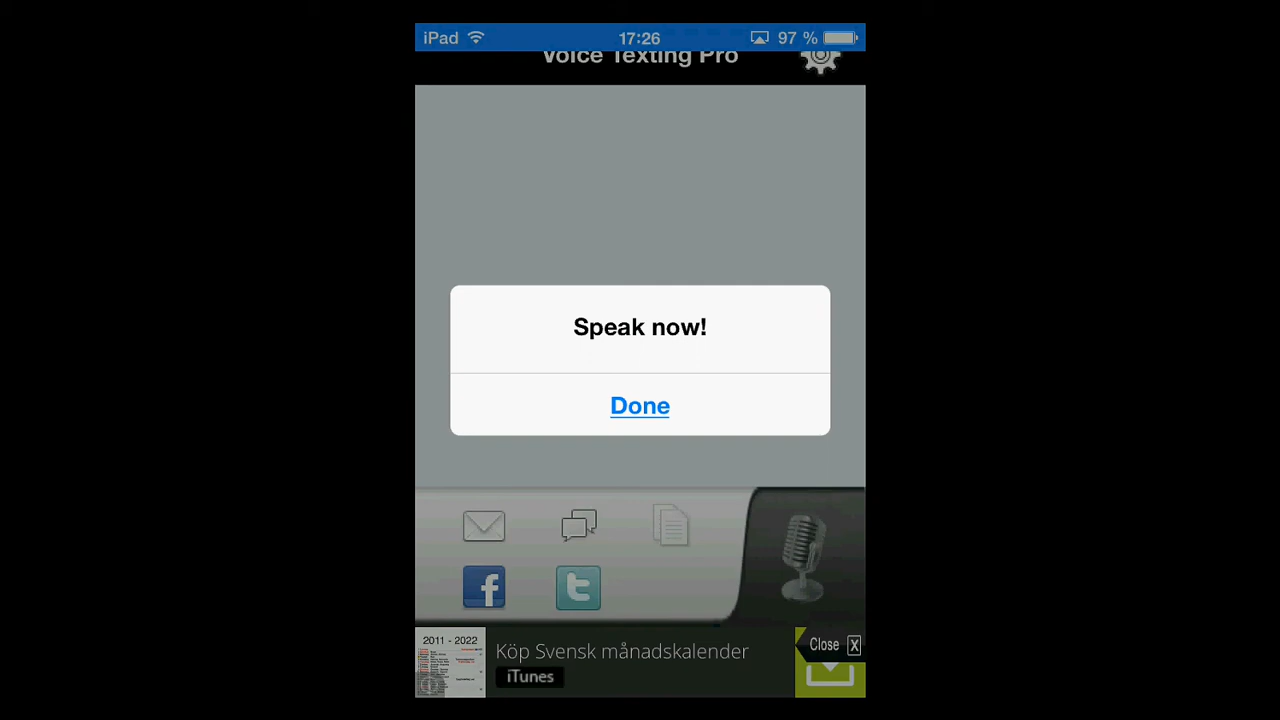 iPad 17:26 97 %
Voice Texting Pro
Speak now!
Done
f t
2011 - 2022
Köp Svensk månadskalender
iTunes
Close X